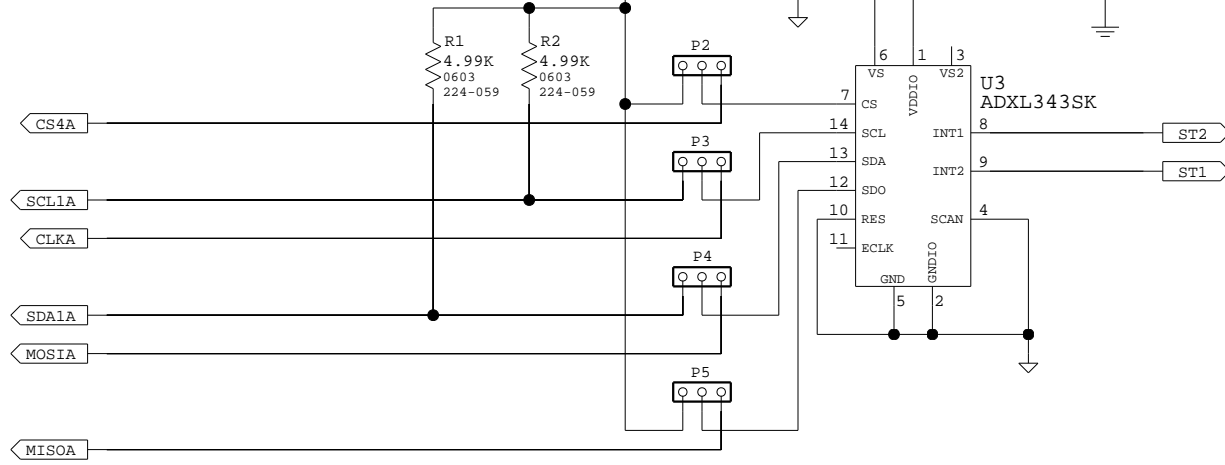 R1
4.99K
0603
224-059
R2
4.99K
0603
224-059
P2
6
1
3
VS
VDDIO
VS2
U3
ADXL343SK
CS4A
7
CS
P3
14
SCL
INT1
8
ST2
13
SDA
INT2
9
ST1
12
SDO
SCL1A
10
RES
SCAN
4
CLKA
11
ECLK
P4
GND
GNDIO
5
2
SDA1A
MOSIA
P5
MISOA